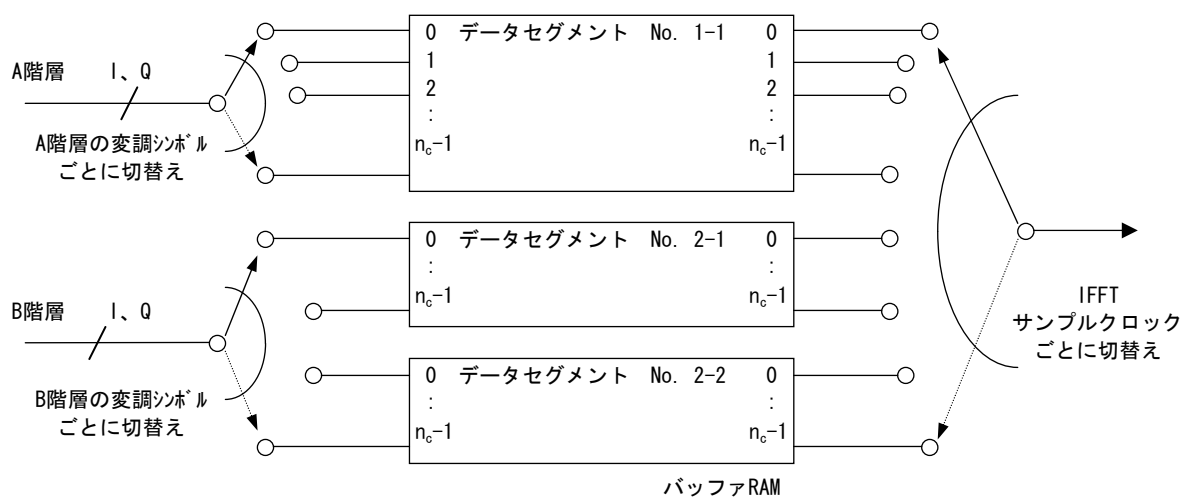 0 データセグメント No. 1-1 0
1 1
2 2
: :
n_c-1 n_c-1
A階層 I、Q
A階層の変調ｼﾝﾎﾞﾙ
ごとに切替え
0 データセグメント No. 2-1 0
: :
n_c-1 n_c-1
B階層 I、Q
B階層の変調ｼﾝﾎﾞﾙ
ごとに切替え
0 データセグメント No. 2-2 0
: :
n_c-1 n_c-1
バッファRAM
IFFT
サンプルクロック
ごとに切替え